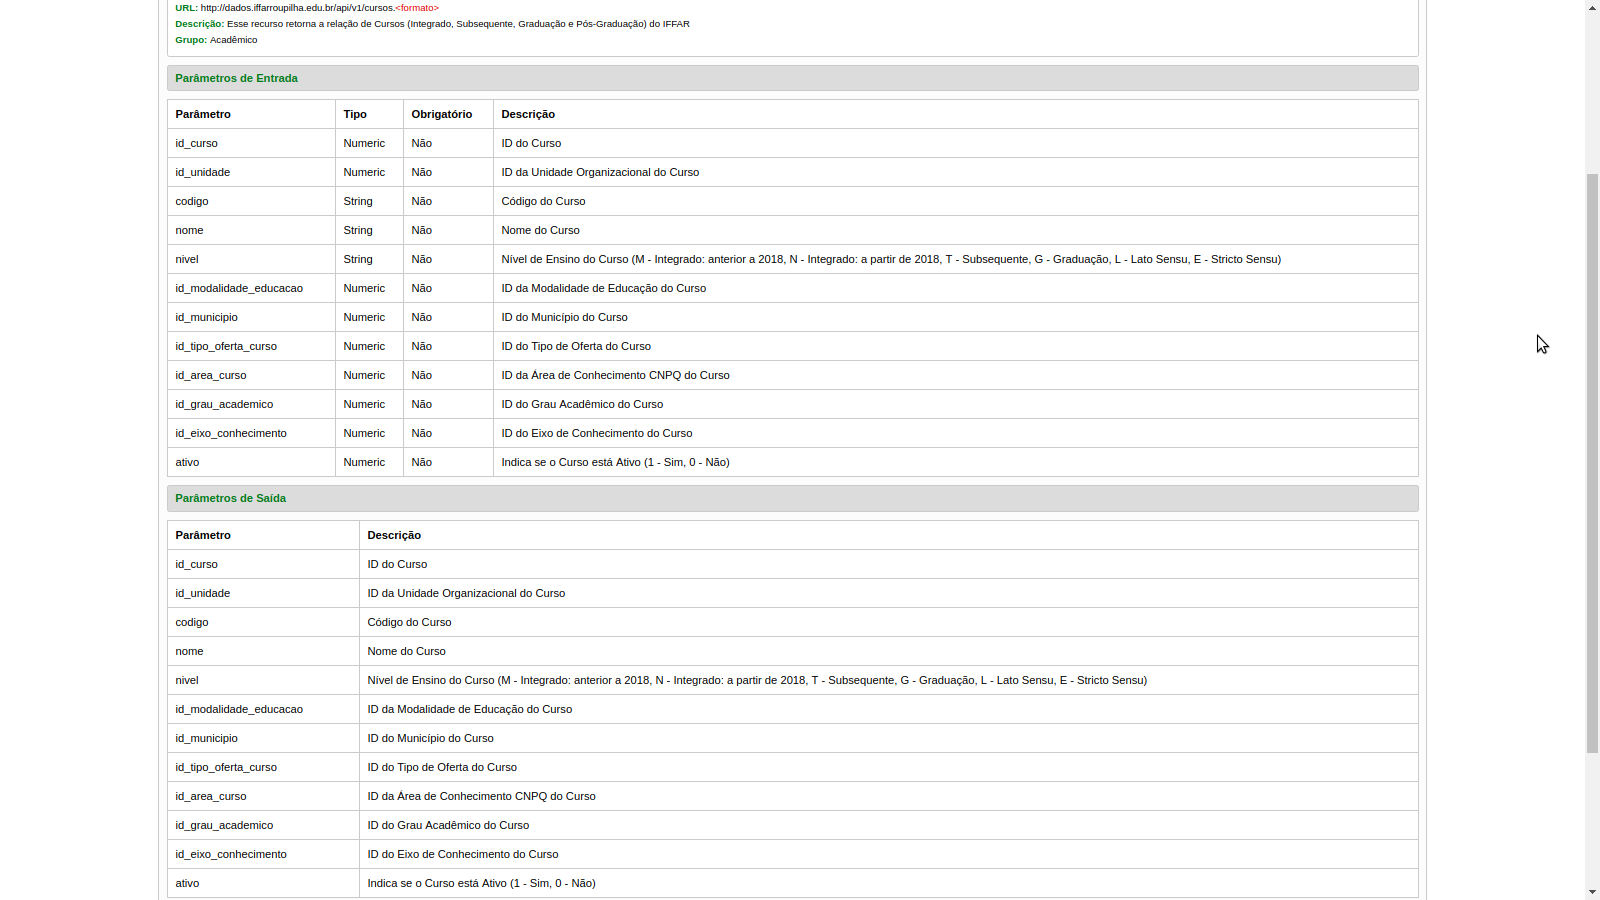 URL: http://dados.iffarroupilha.edu.br/api/v1/cursos.<formato>
Descrição: Esse recurso retorna a relação de Cursos (Integrado, Subsequente, Graduação e Pós-Graduação) do IFFAR
Grupo: Acadêmico
Parâmetros de Entrada
Parâmetro Tipo Obrigatório Descrição
id_curso Numeric Não ID do Curso
id_unidade Numeric Não ID da Unidade Organizacional do Curso
codigo String Não Código do Curso
nome String Não Nome do Curso
nivel String Não Nível de Ensino do Curso (M - Integrado: anterior a 2018, N - Integrado: a partir de 2018, T - Subsequente, G - Graduação, L - Lato Sensu, E - Stricto Sensu)
id_modalidade_educacao Numeric Não ID da Modalidade de Educação do Curso
id_municipio Numeric Não ID do Município do Curso
id_tipo_oferta_curso Numeric Não ID do Tipo de Oferta do Curso
id_area_curso Numeric Não ID da Área de Conhecimento CNPQ do Curso
id_grau_academico Numeric Não ID do Grau Acadêmico do Curso
id_eixo_conhecimento Numeric Não ID do Eixo de Conhecimento do Curso
ativo Numeric Não Indica se o Curso está Ativo (1 - Sim, 0 - Não)
Parâmetros de Saída
Parâmetro Descrição
id_curso ID do Curso
id_unidade ID da Unidade Organizacional do Curso
codigo Código do Curso
nome Nome do Curso
nivel Nível de Ensino do Curso (M - Integrado: anterior a 2018, N - Integrado: a partir de 2018, T - Subsequente, G - Graduação, L - Lato Sensu, E - Stricto Sensu)
id_modalidade_educacao ID da Modalidade de Educação do Curso
id_municipio ID do Município do Curso
id_tipo_oferta_curso ID do Tipo de Oferta do Curso
id_area_curso ID da Área de Conhecimento CNPQ do Curso
id_grau_academico ID do Grau Acadêmico do Curso
id_eixo_conhecimento ID do Eixo de Conhecimento do Curso
ativo Indica se o Curso está Ativo (1 - Sim, 0 - Não)